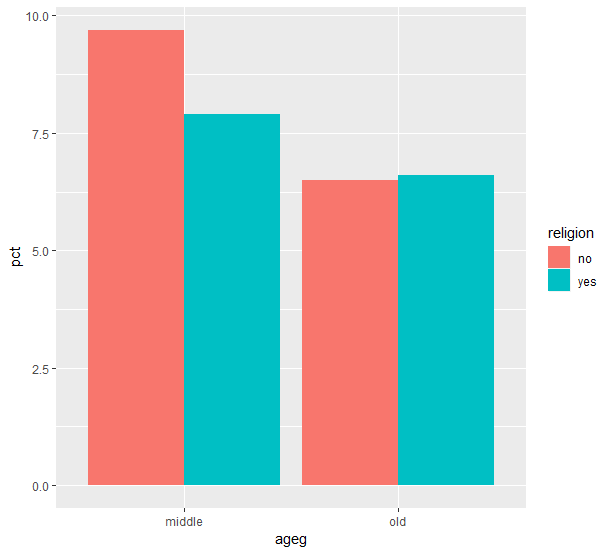 10.0
7.5
5.0
2.5
0.0
pct
middle
old
ageg
religion
no
yes